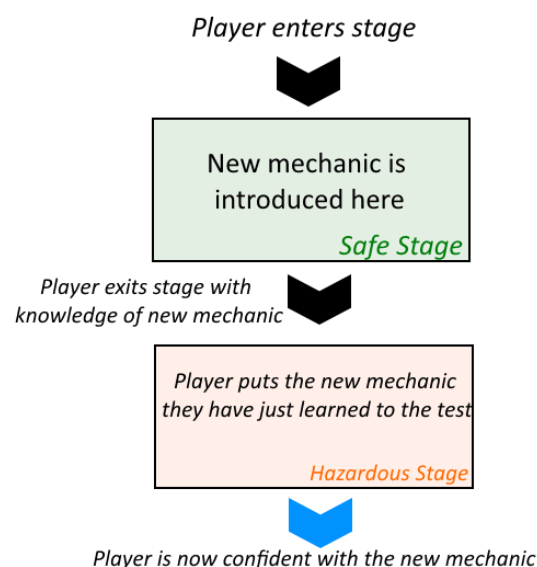 Player enters stage
New mechanic is
introduced here
Safe Stage
Player exits stage with
knowledge of new mechanic
Player puts the new mechanic
they have just learned to the test
Hazardous Stage
Player is now confident with the new mechanic